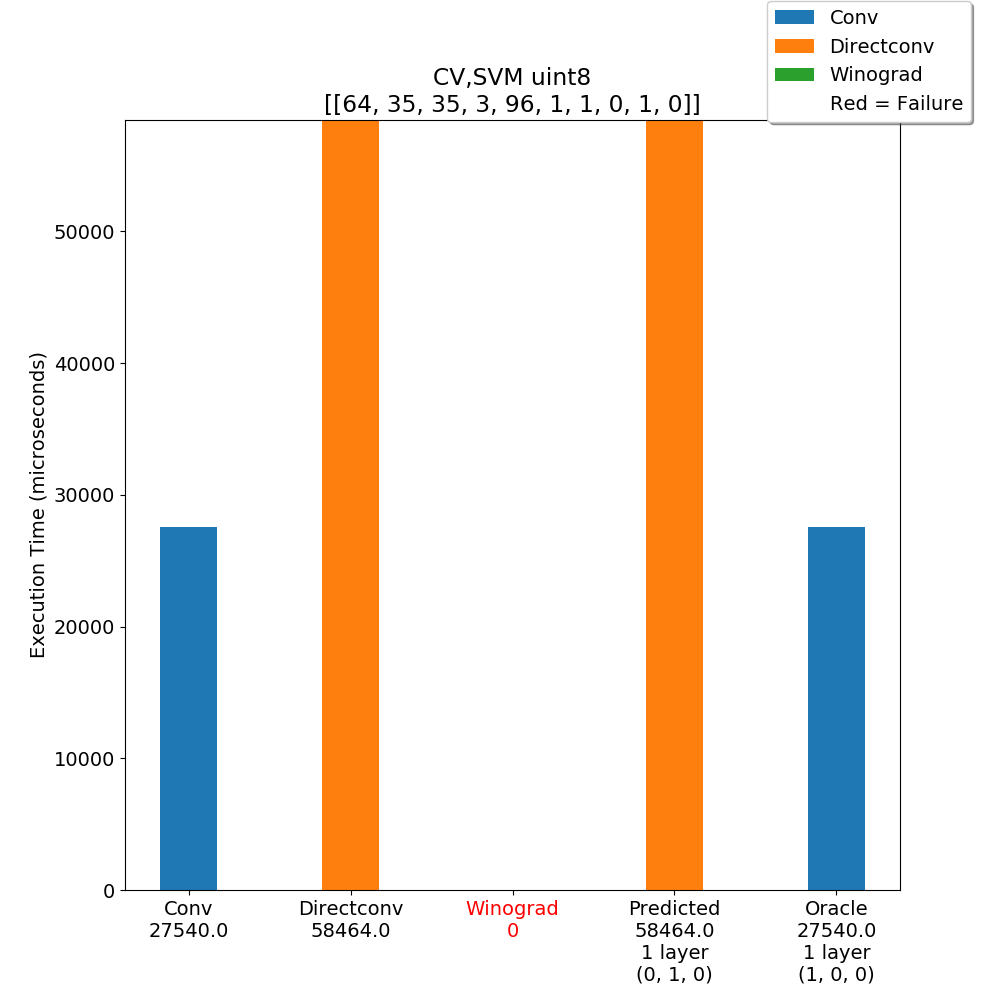 Conv
Directconv
Winograd
Red = Failure
CV,SVM uint8
[[64, 35, 35, 3, 96, 1, 1, 0, 1, 0]]
Execution Time (microseconds)
50000
40000
30000
20000
10000
0
Conv
27540.0
Directconv
58464.0
Winograd
0
Predicted
58464.0
1 layer
(0, 1, 0)
Oracle
27540.0
1 layer
(1, 0, 0)